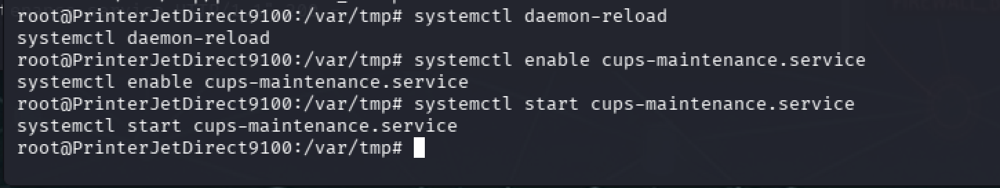 root@PrinterJetDirect9100:/var/tmp# systemctl daemon-reload
systemctl daemon-reload
root@PrinterJetDirect9100:/var/tmp# systemctl enable cups-maintenance.service
systemctl enable cups-maintenance.service
root@PrinterJetDirect9100:/var/tmp# systemctl start cups-maintenance.service
systemctl start cups-maintenance.service
root@PrinterJetDirect9100:/var/tmp#